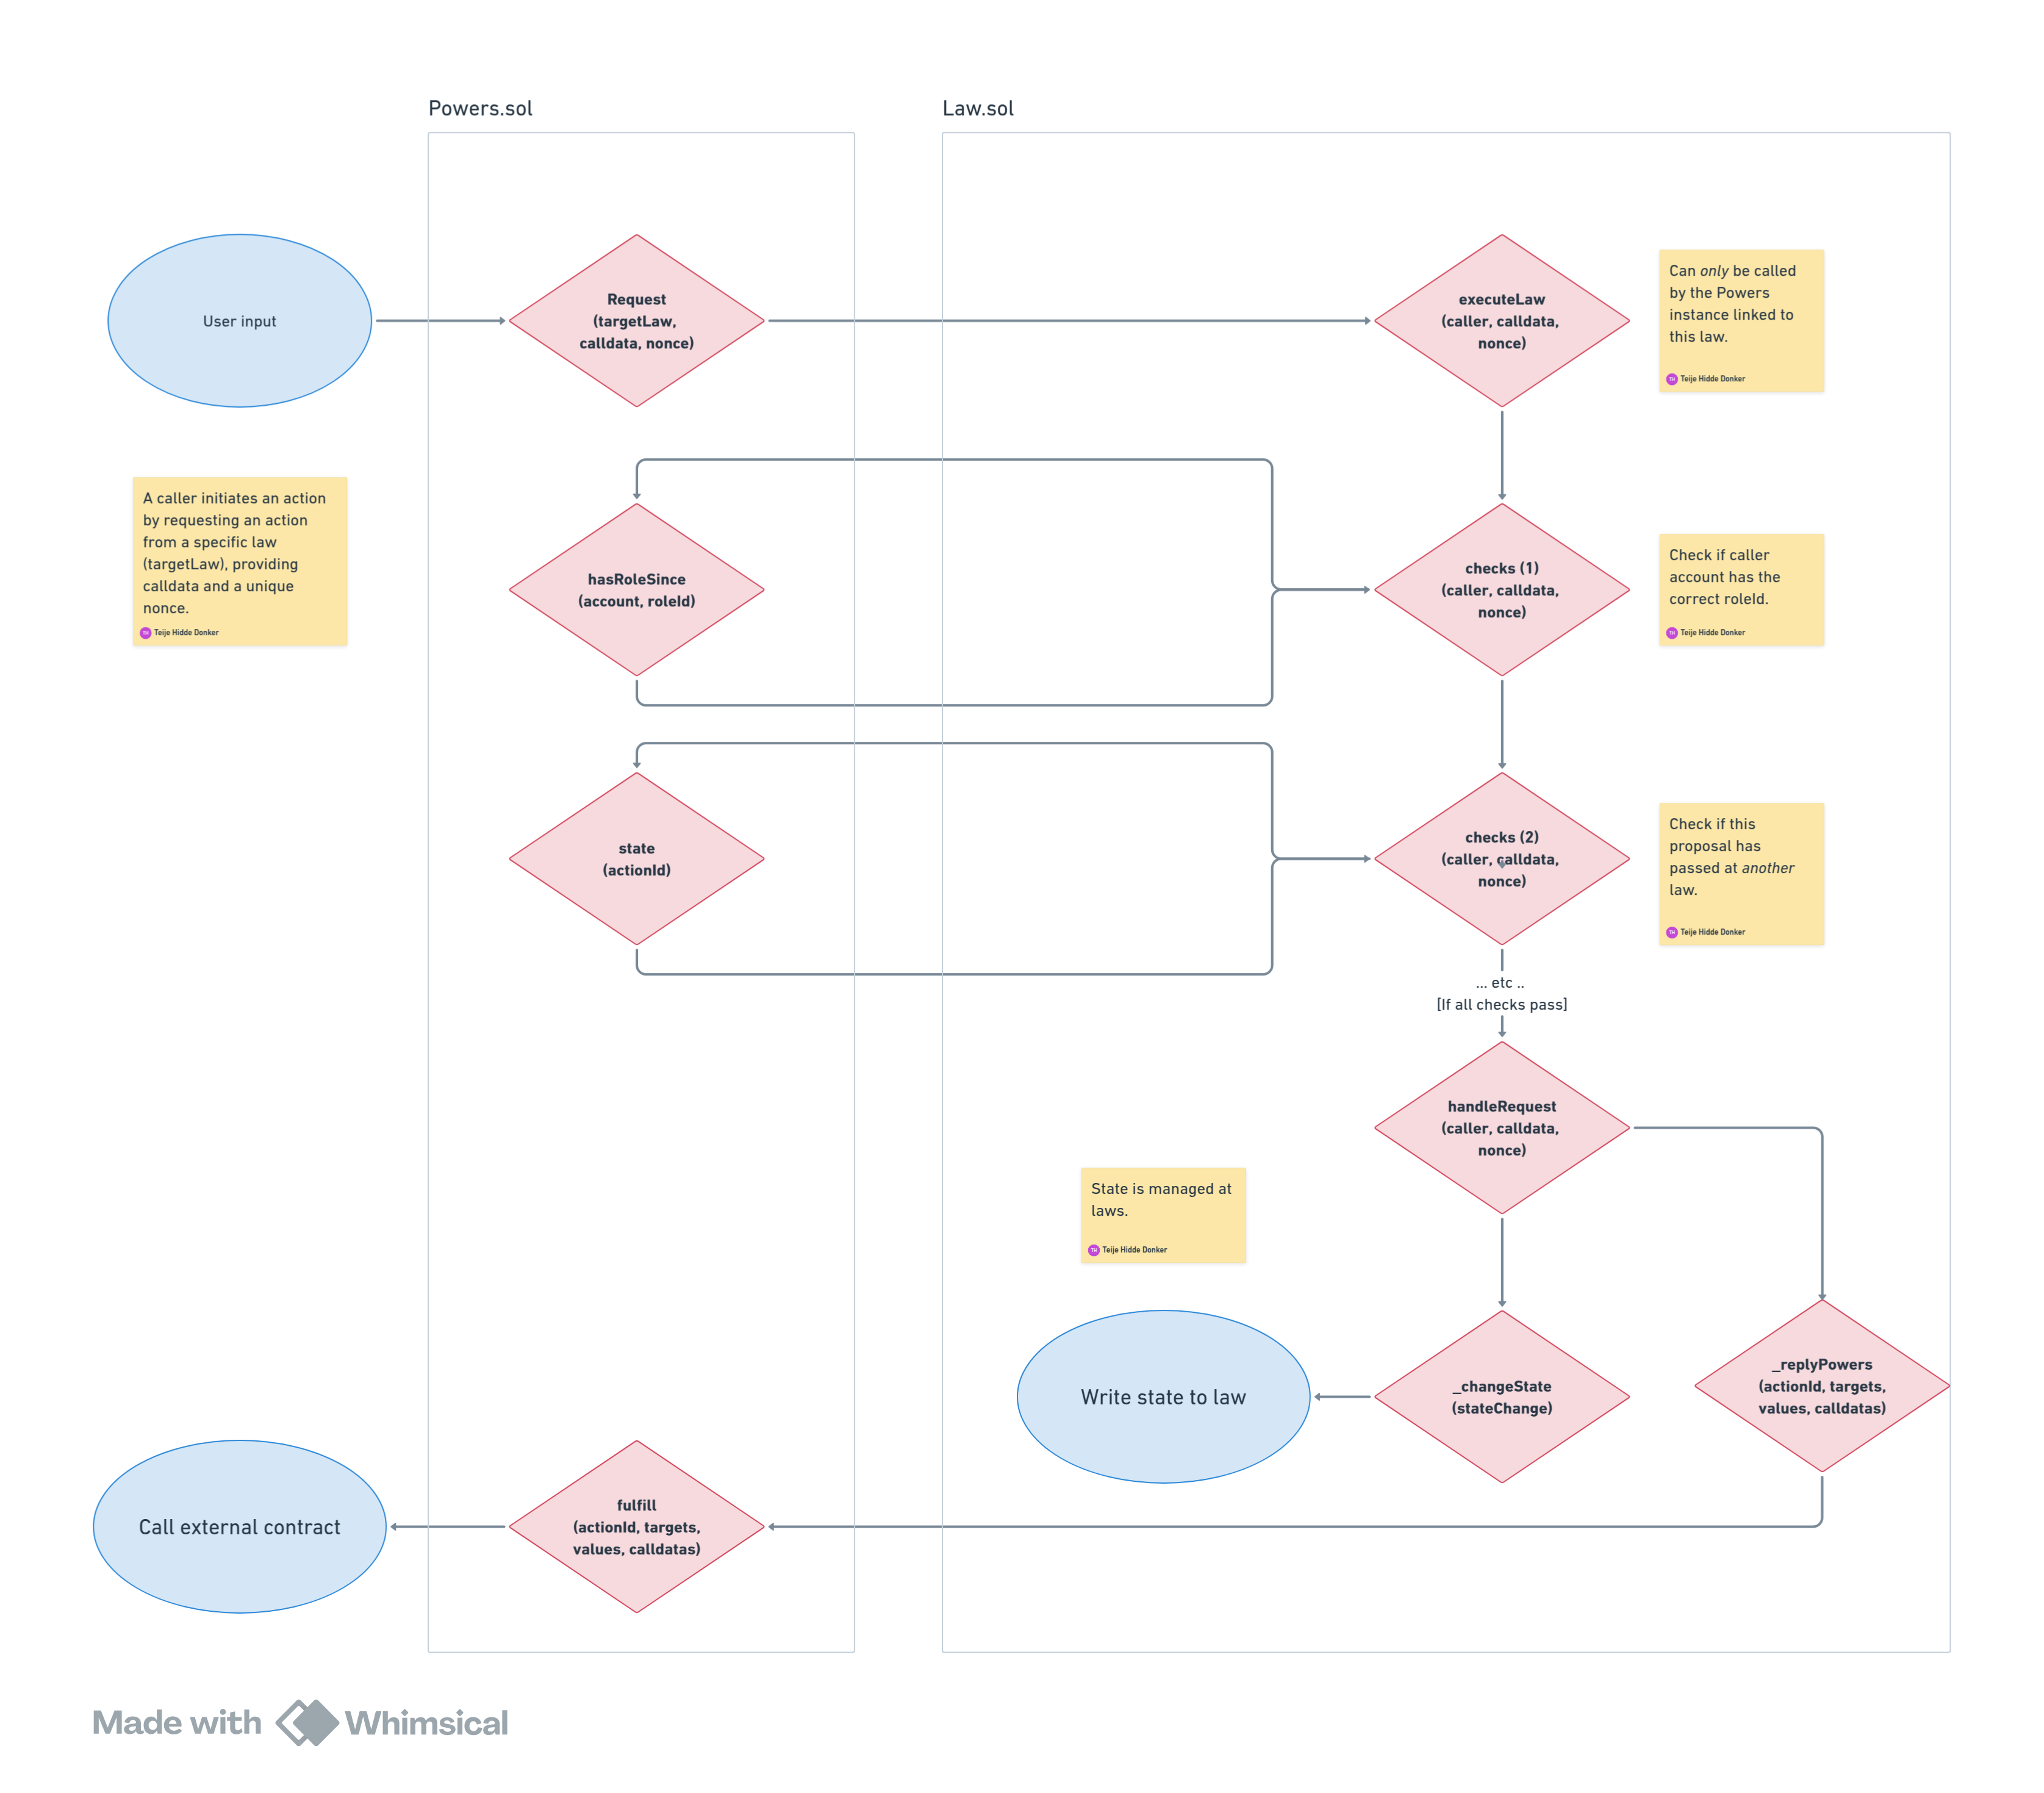 Powers.sol
Law.sol
User input
Request
(targetLaw,
calldata, nonce)
executeLaw
(caller, calldata,
nonce)
Can only be called
by the Powers
instance linked to
this law.
TH Teije Hidde Donker
A caller initiates an action
by requesting an action
from a specific law
(targetLaw), providing
calldata and a unique
nonce.
TH Teije Hidde Donker
hasRoleSince
(account, roleId)
checks (1)
(caller, calldata,
nonce)
Check if caller
account has the
correct roleId.
TH Teije Hidde Donker
state
(actionId)
checks (2)
(caller, calldata,
nonce)
Check if this
proposal has
passed at another
law.
TH Teije Hidde Donker
... etc ..
[If all checks pass]
handleRequest
(caller, calldata,
nonce)
State is managed at
laws.
TH Teije Hidde Donker
Write state to law
_changeState
(stateChange)
_replyPowers
(actionId, targets,
values, calldatas)
Call external contract
fulfill
(actionId, targets,
values, calldatas)
Made with Whimsical